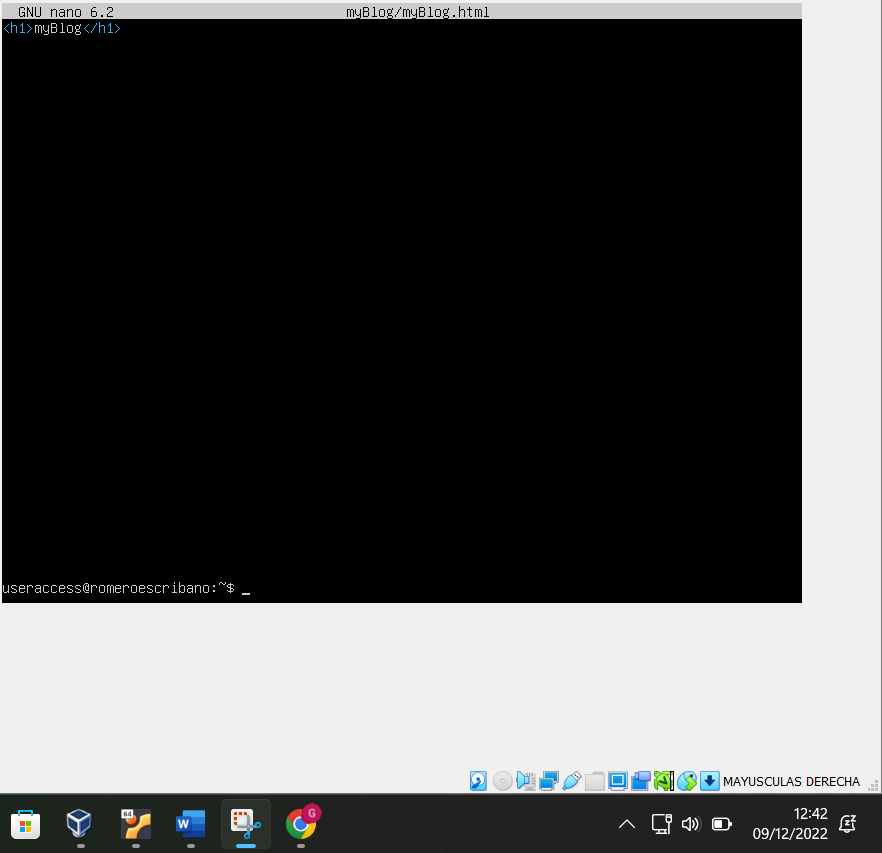 GNU nano 6.2 myBlog/myBlog.html
<h1>myBlog</h1>
useraccess@romeroescribano:~$ _
MAYUSCULAS DERECHA
64
W
G
12:42
09/12/2022